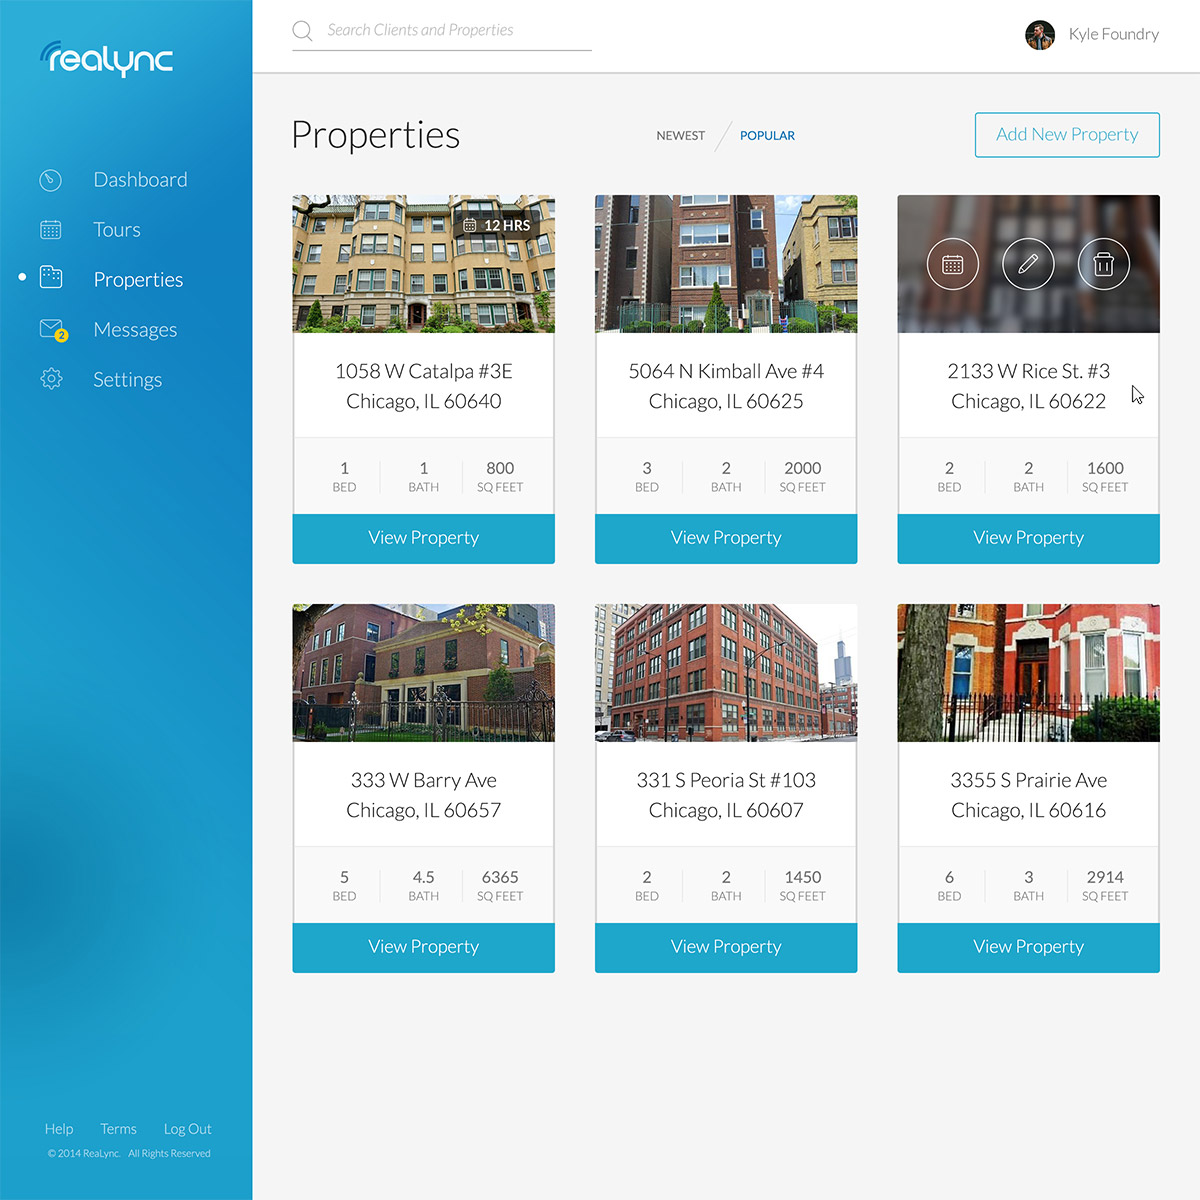 realync
Search Clients and Properties
Kyle Foundry
Dashboard
Tours
Properties
2
Messages
Settings
Properties
NEWEST
POPULAR
Add New Property
12 HRS
1058 W Catalpa #3E
Chicago, IL 60640
1 1 800
BED BATH SQ FEET
View Property
5064 N Kimball Ave #4
Chicago, IL 60625
3 2 2000
BED BATH SQ FEET
View Property
2133 W Rice St. #3
Chicago, IL 60622
2 2 1600
BED BATH SQ FEET
View Property
333 W Barry Ave
Chicago, IL 60657
5 4.5 6365
BED BATH SQ FEET
View Property
331 S Peoria St #103
Chicago, IL 60607
2 2 1450
BED BATH SQ FEET
View Property
3355 S Prairie Ave
Chicago, IL 60616
6 3 2914
BED BATH SQ FEET
View Property
Help Terms Log Out
© 2014 ReaLync. All Rights Reserved